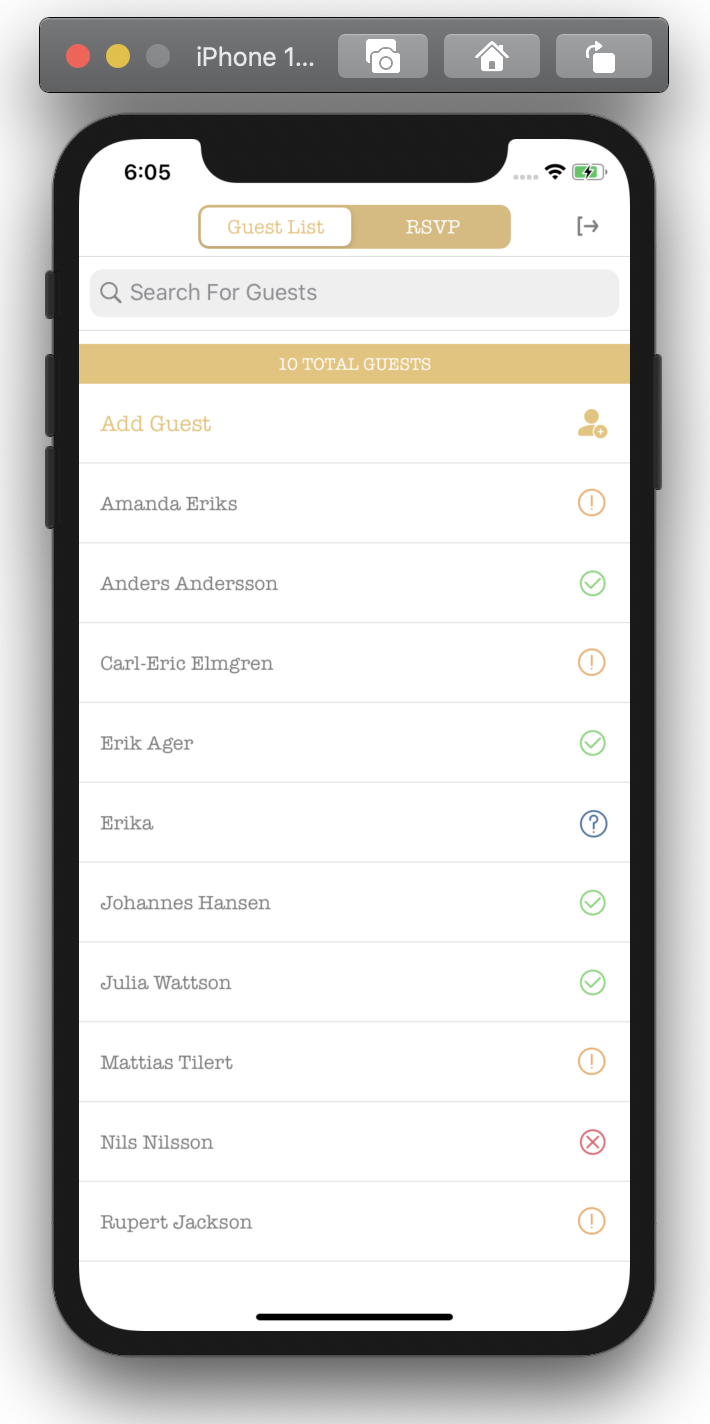 iPhone 1...
6:05
Guest List RSVP
Search For Guests
10 TOTAL GUESTS
Add Guest
Amanda Eriks
Anders Andersson
Carl-Eric Elmgren
Erik Ager
Erika
Johannes Hansen
Julia Wattson
Mattias Tilert
Nils Nilsson
Rupert Jackson